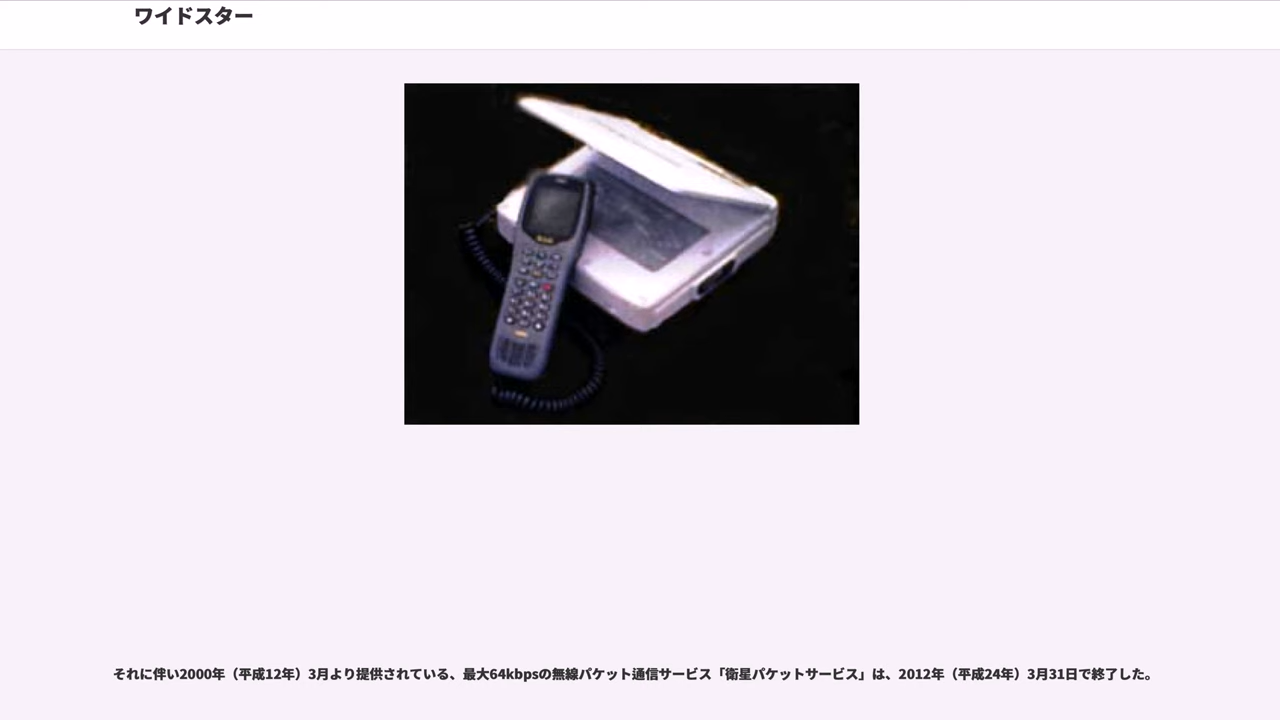 ワイドスター
それに伴い2000年（平成12年）3月より提供されている、最大64kbpsの無線パケット通信サービス「衛星パケットサービス」は、2012年（平成24年）3月31日で終了した。